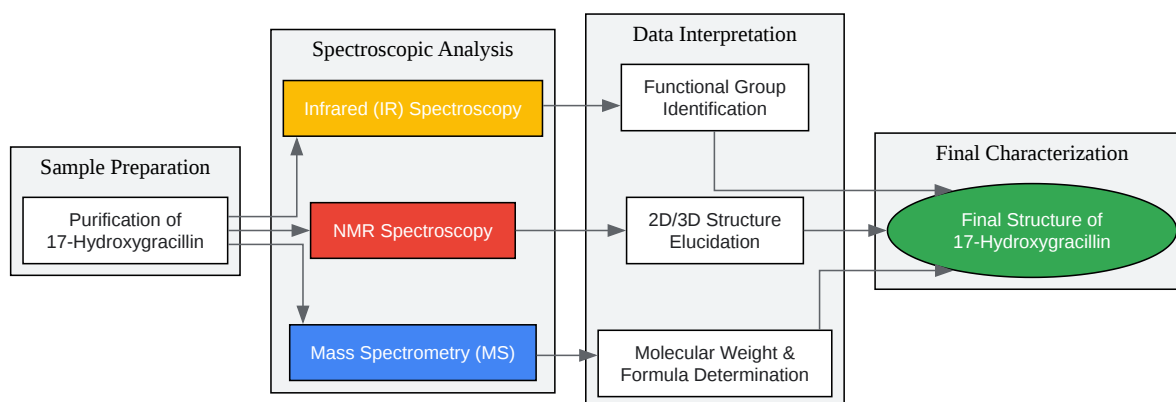 Sample Preparation
Purification of
17-Hydroxygracillin
Spectroscopic Analysis
Infrared (IR) Spectroscopy
NMR Spectroscopy
Mass Spectrometry (MS)
Data Interpretation
Functional Group
Identification
2D/3D Structure
Elucidation
Molecular Weight &
Formula Determination
Final Characterization
Final Structure of
17-Hydroxygracillin